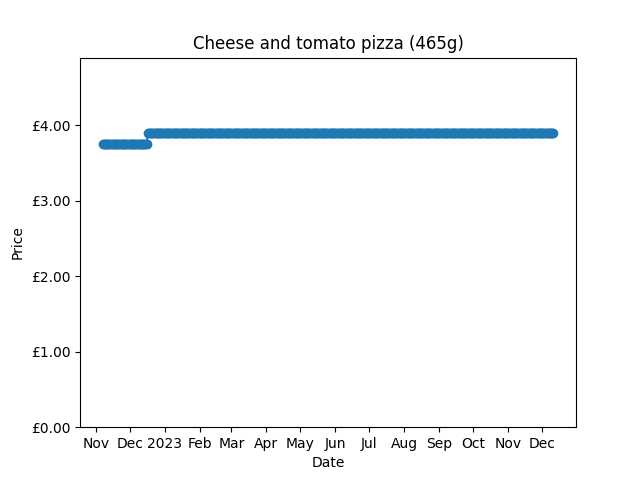 Cheese and tomato pizza (465g)
£4.00
£3.00
£2.00
£1.00
£0.00
Price
Nov Dec 2023 Feb Mar Apr May Jun Jul Aug Sep Oct Nov Dec
Date